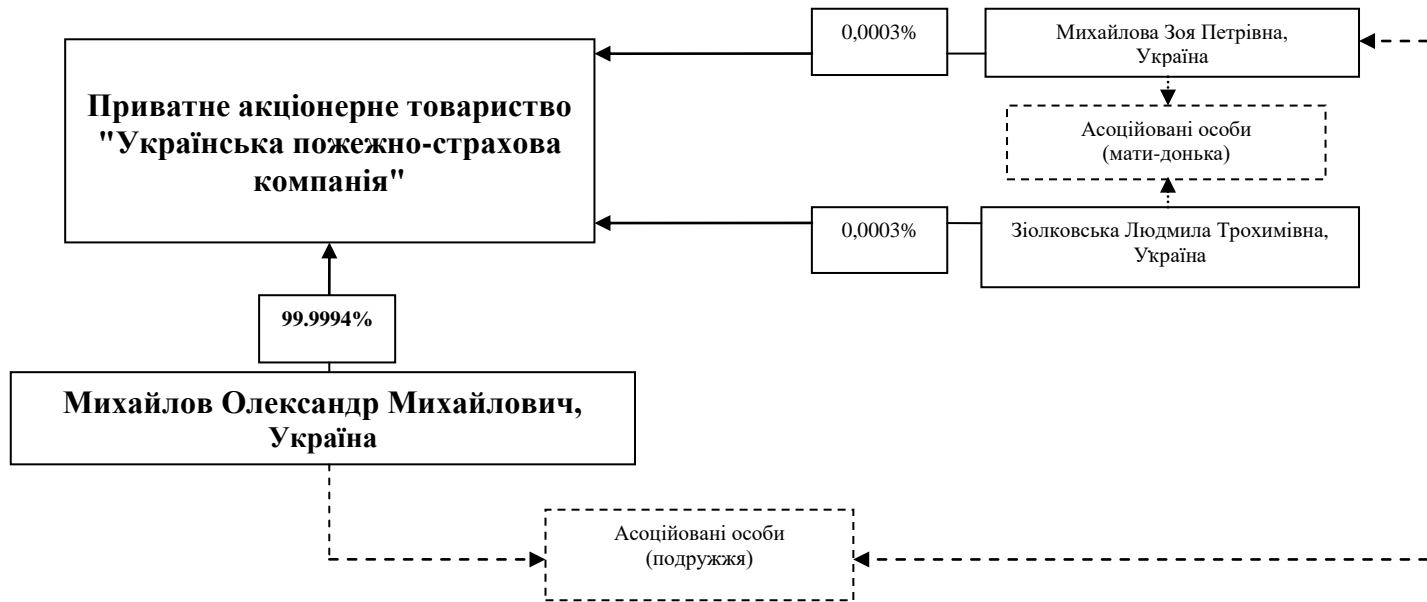 0,0003%
Михайлова Зоя Петрівна,
Україна
Приватне акціонерне товариство
"Українська пожежно-страхова
компанія"
Асоційовані особи
(мати-донька)
0,0003%
Зіолковська Людмила Трохимівна,
Україна
99.9994%
Михайлов Олександр Михайлович,
Україна
Асоційовані особи
(подружжя)